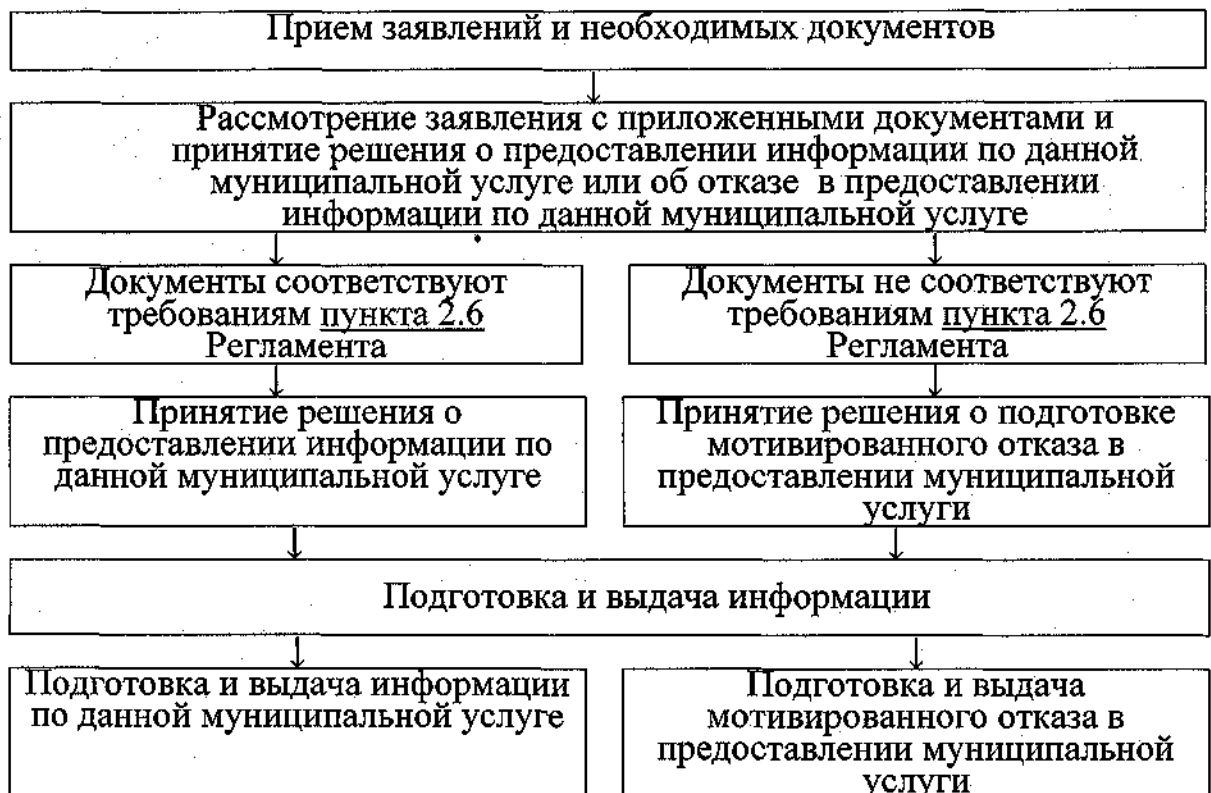 Прием заявлений и необходимых документов
Рассмотрение заявления с приложенными документами и
принятие решения о предоставлении информации по данной
муниципальной услуге или об отказе в предоставлении
информации по данной муниципальной услуге
Документы соответствуют
требованиям пункта 2.6
Регламента
Документы не соответствуют
требованиям пункта 2.6
Регламента
Принятие решения о
предоставлении информации по
данной муниципальной услуге
Принятие решения о подготовке
мотивированного отказа в
предоставлении муниципальной
услуги
Подготовка и выдача информации
Подготовка и выдача информации
по данной муниципальной услуге
Подготовка и выдача
мотивированного отказа в
предоставлении муниципальной
услуги